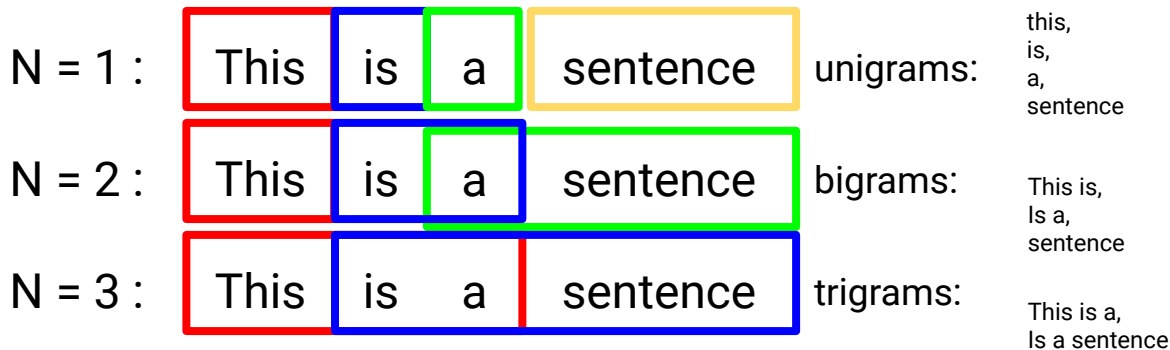 N = 1 : This is a sentence unigrams:
this,
is,
a,
sentence
N = 2 : This is a sentence bigrams:
This is,
Is a,
sentence
N = 3 : This is a sentence trigrams:
This is a,
Is a sentence